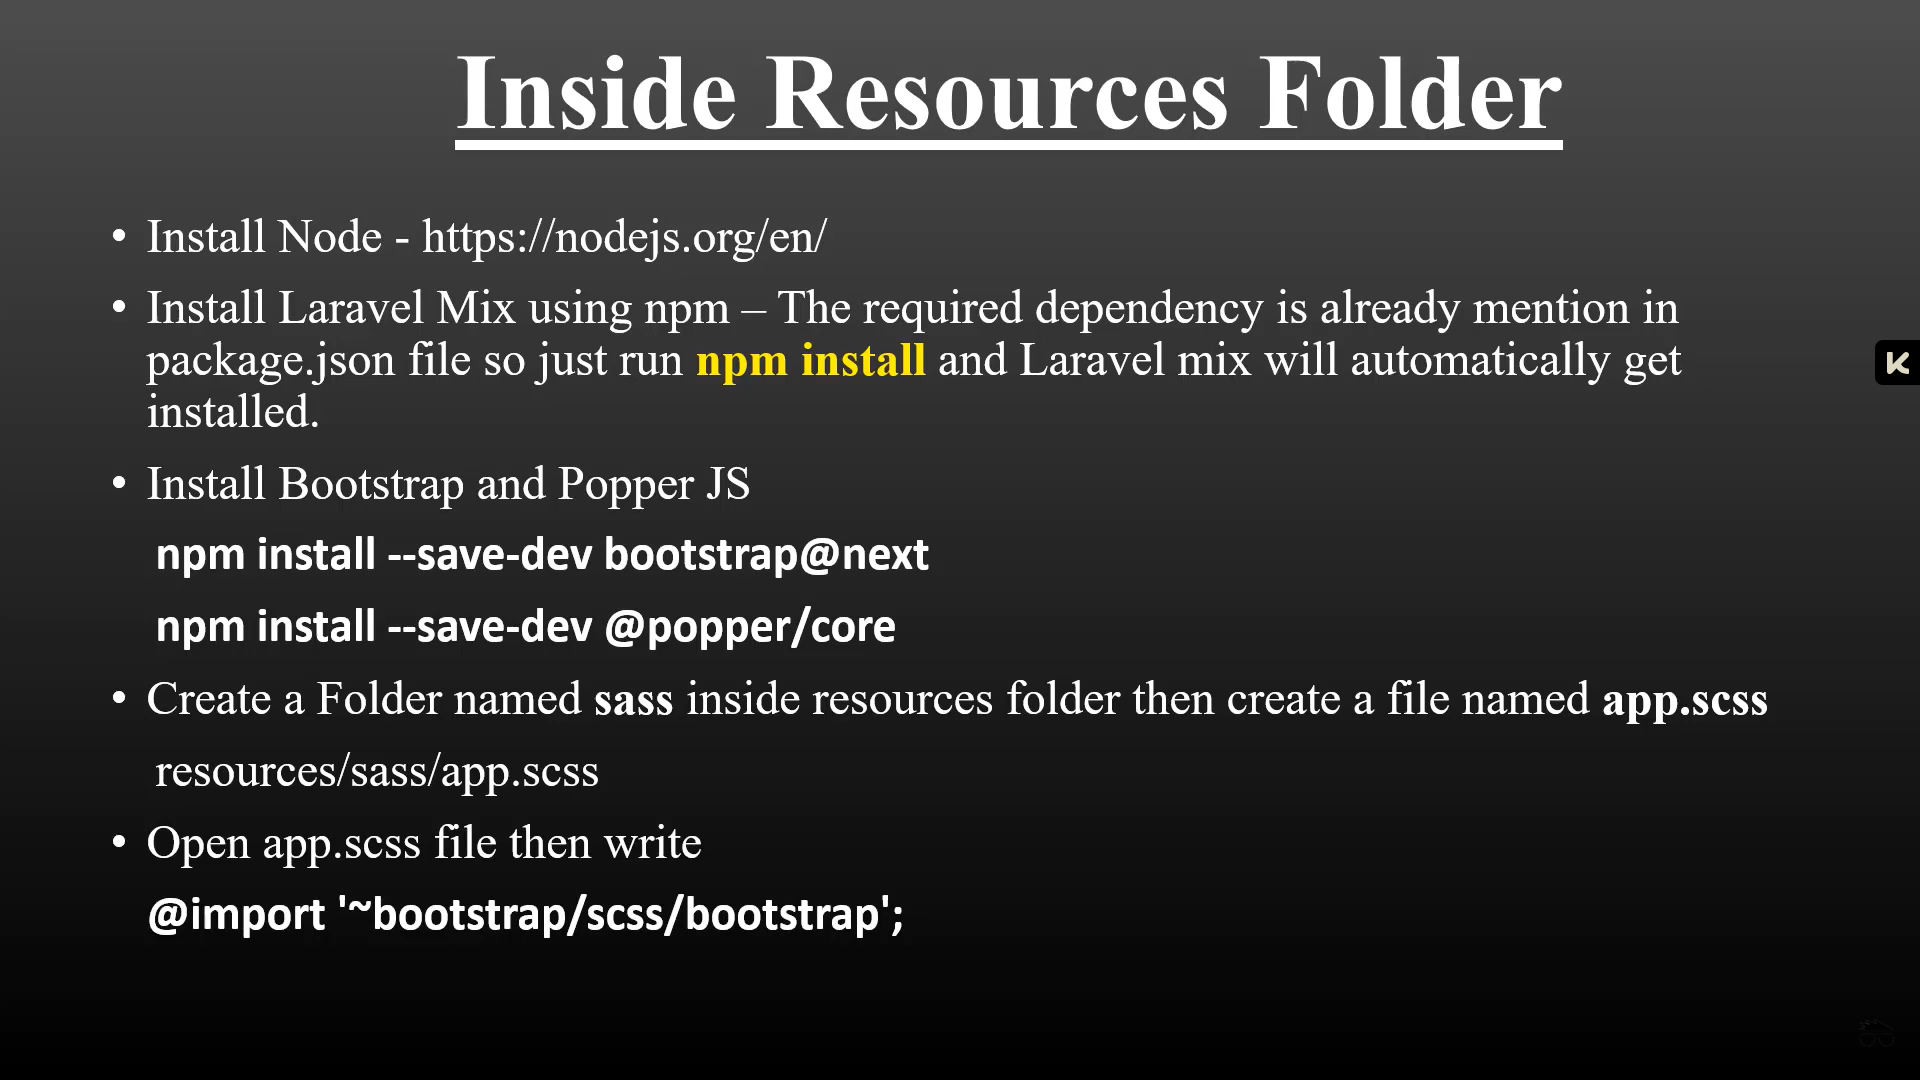 Inside Resources Folder
• Install Node - https://nodejs.org/en/
• Install Laravel Mix using npm – The required dependency is already mention in
package.json file so just run npm install and Laravel mix will automatically get
installed.
• Install Bootstrap and Popper JS
npm install --save-dev bootstrap@next
npm install --save-dev @popper/core
• Create a Folder named sass inside resources folder then create a file named app.scss
resources/sass/app.scss
• Open app.scss file then write
@import '~bootstrap/scss/bootstrap';
K